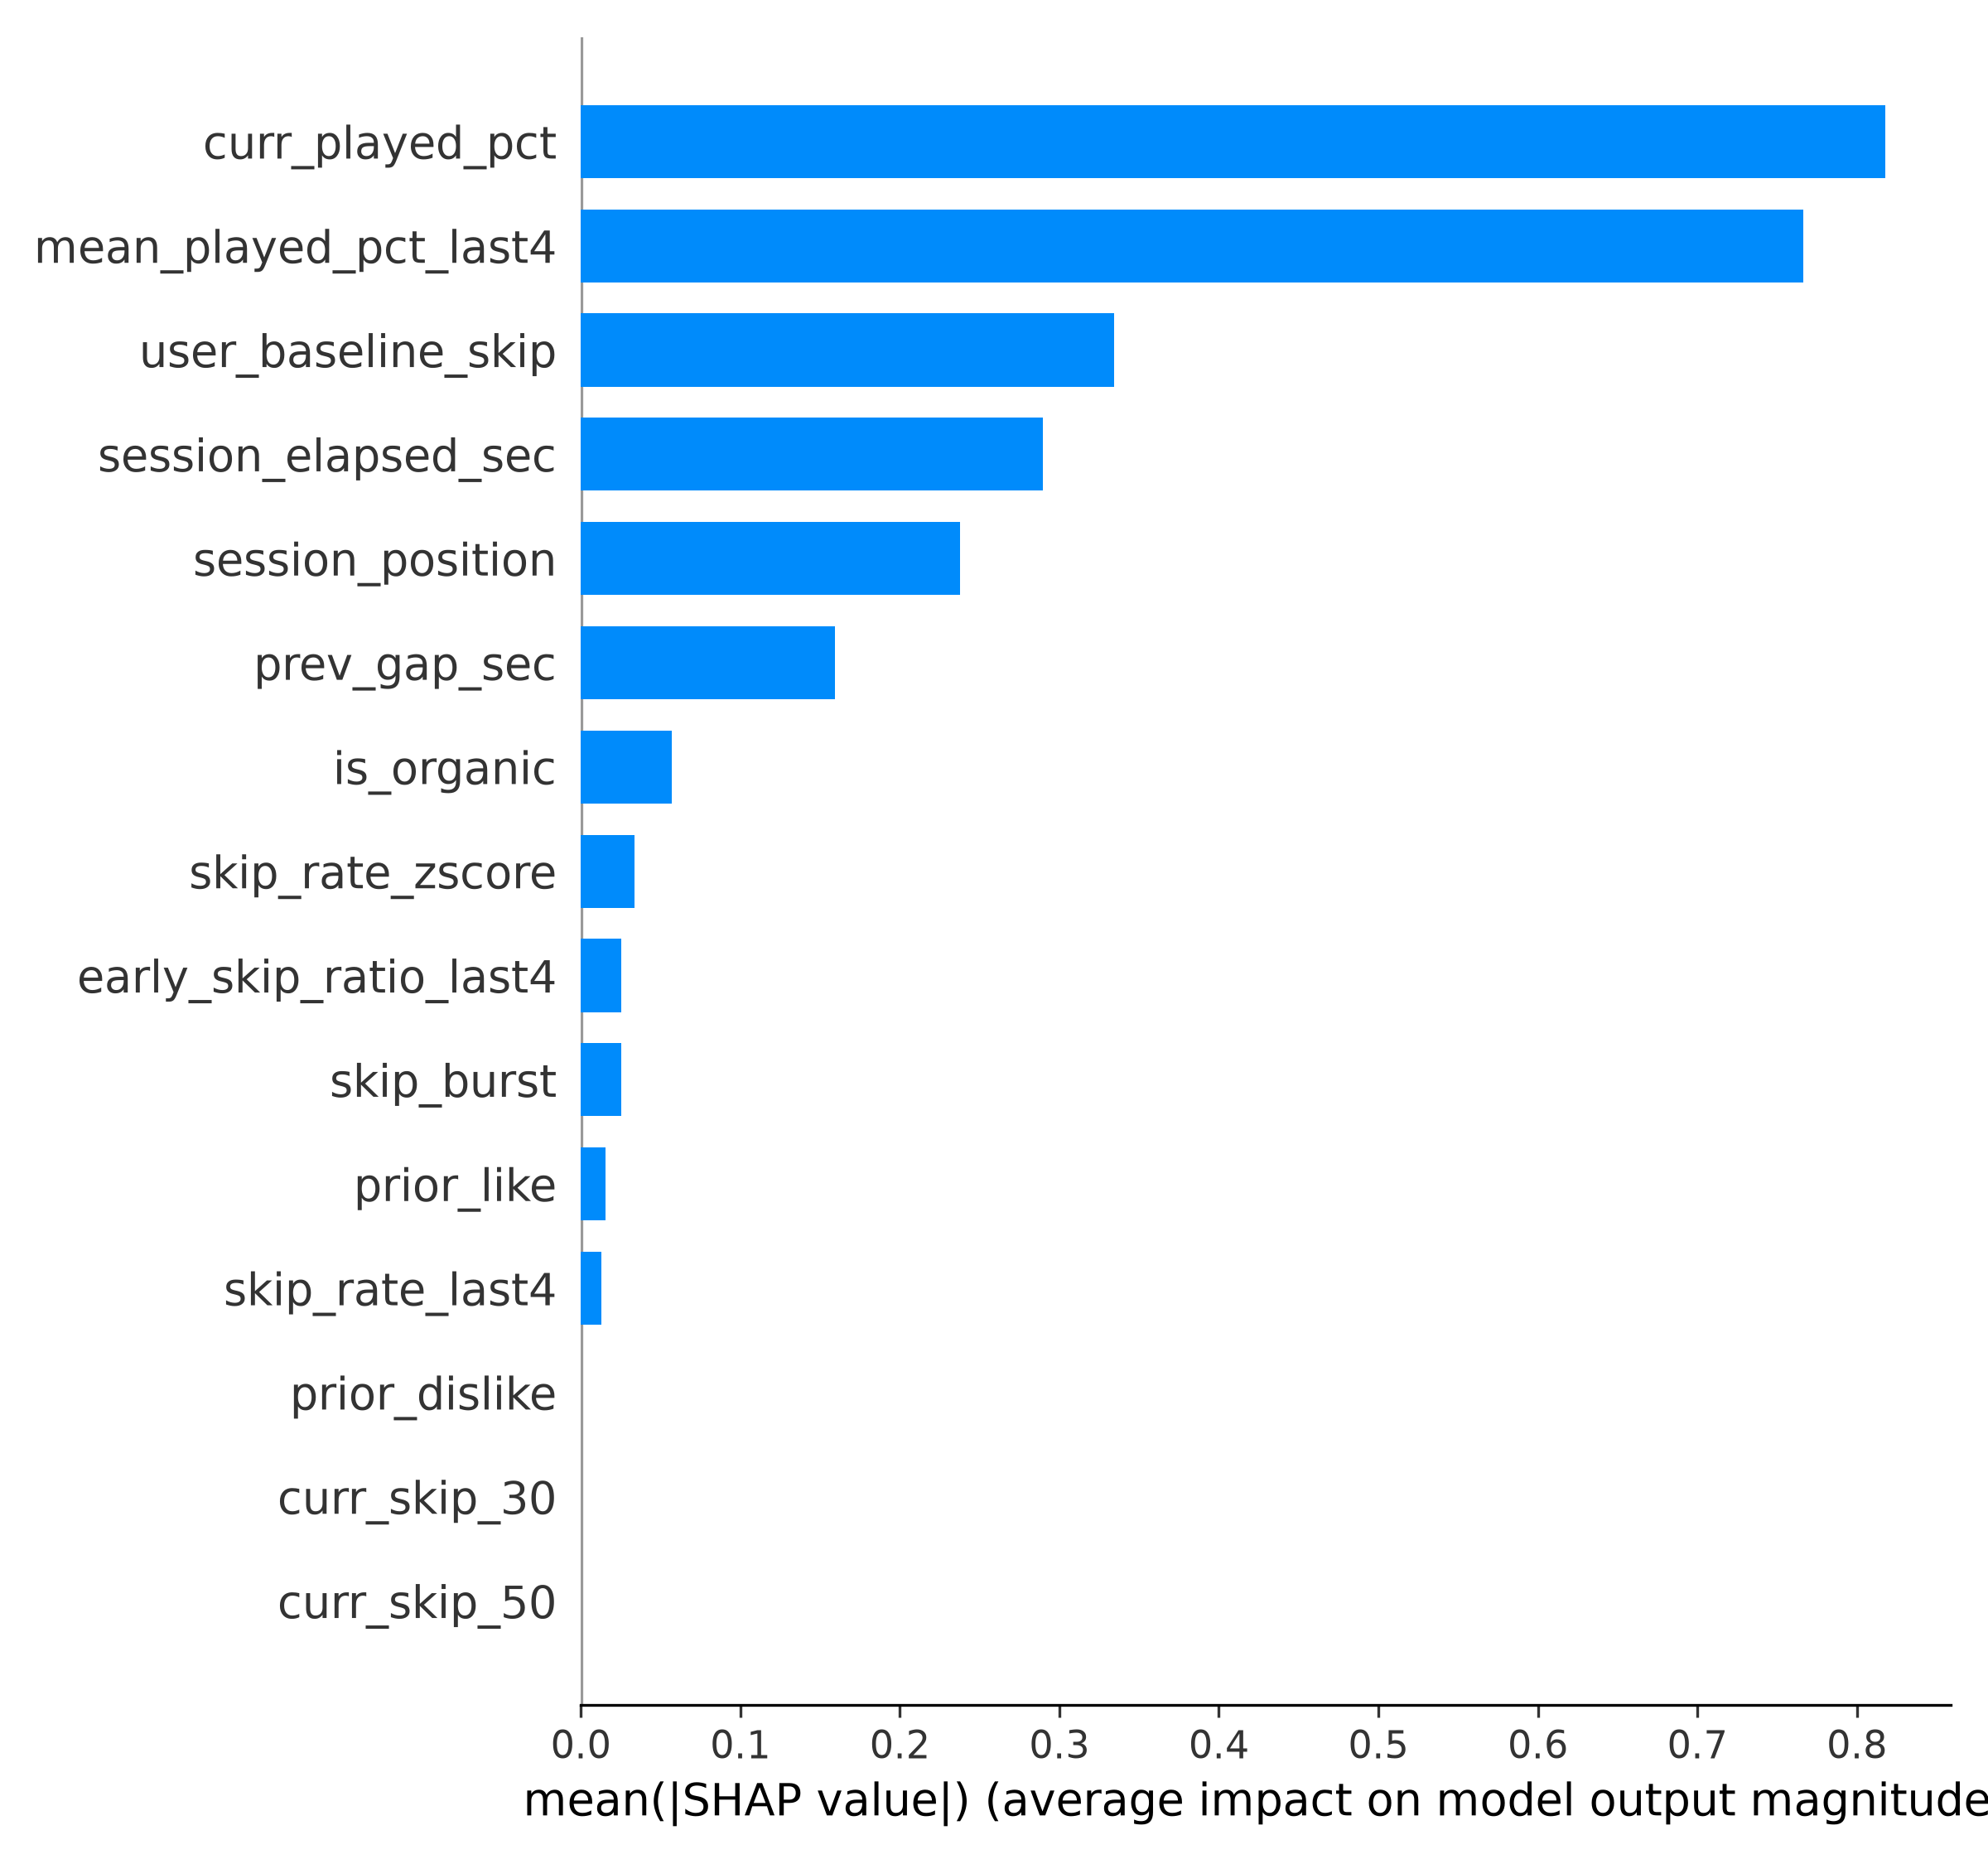 curr_played_pct
mean_played_pct_last4
user_baseline_skip
session_elapsed_sec
session_position
prev_gap_sec
is_organic
skip_rate_zscore
early_skip_ratio_last4
skip_burst
prior_like
skip_rate_last4
prior_dislike
curr_skip_30
curr_skip_50
0.0 0.1 0.2 0.3 0.4 0.5 0.6 0.7 0.8
mean(|SHAP value|) (average impact on model output magnitude